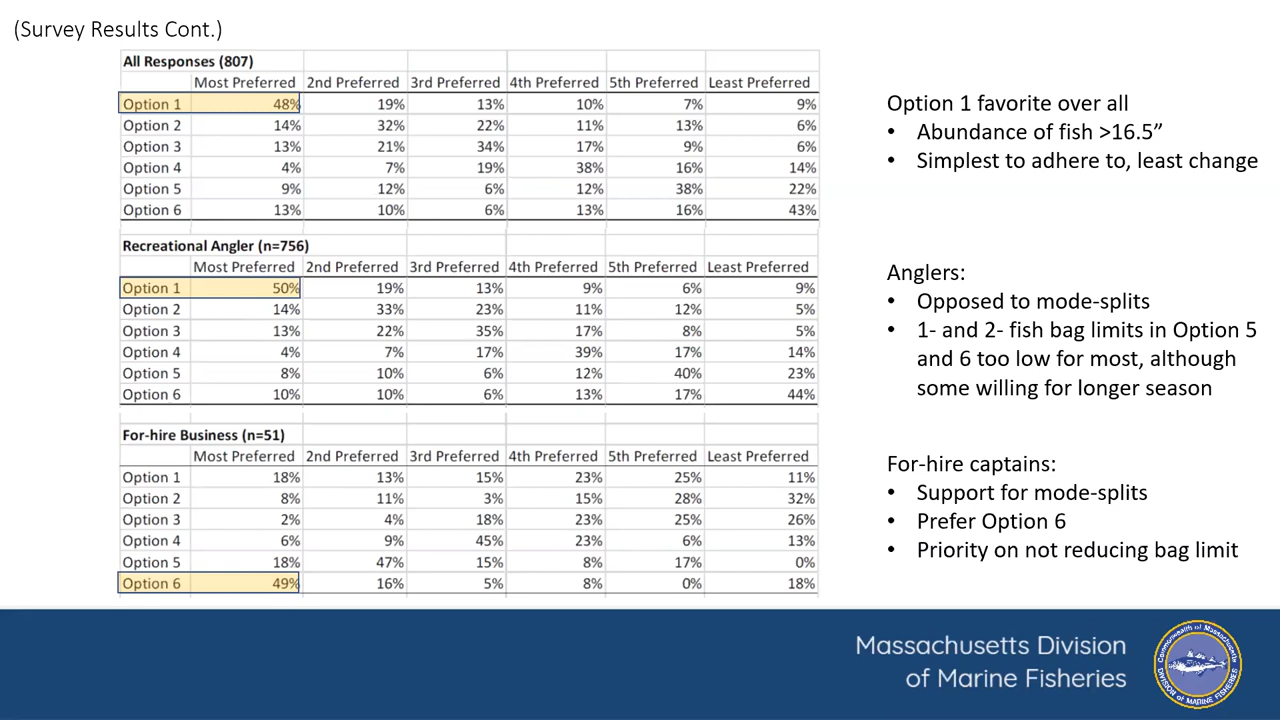 (Survey Results Cont.)
All Responses (807)
Most Preferred 2nd Preferred 3rd Preferred 4th Preferred 5th Preferred Least Preferred
Option 1 48% 19% 13% 10% 7% 9%
Option 2 14% 32% 22% 11% 13% 6%
Option 3 13% 21% 34% 17% 9% 6%
Option 4 4% 7% 19% 38% 16% 14%
Option 5 9% 12% 6% 12% 38% 22%
Option 6 13% 10% 6% 13% 16% 43%
Option 1 favorite over all
• Abundance of fish >16.5”
• Simplest to adhere to, least change
Recreational Angler (n=756)
Most Preferred 2nd Preferred 3rd Preferred 4th Preferred 5th Preferred Least Preferred
Option 1 50% 19% 13% 9% 6% 9%
Option 2 14% 33% 23% 11% 12% 5%
Option 3 13% 22% 35% 17% 8% 5%
Option 4 4% 7% 17% 39% 17% 14%
Option 5 8% 10% 6% 12% 40% 23%
Option 6 10% 10% 6% 13% 17% 44%
Anglers:
• Opposed to mode-splits
• 1- and 2- fish bag limits in Option 5
and 6 too low for most, although
some willing for longer season
For-hire Business (n=51)
Most Preferred 2nd Preferred 3rd Preferred 4th Preferred 5th Preferred Least Preferred
Option 1 18% 13% 15% 23% 25% 11%
Option 2 8% 11% 3% 15% 28% 32%
Option 3 2% 4% 18% 23% 25% 26%
Option 4 6% 9% 45% 23% 6% 13%
Option 5 18% 47% 15% 8% 17% 0%
Option 6 49% 16% 5% 8% 0% 18%
For-hire captains:
• Support for mode-splits
• Prefer Option 6
• Priority on not reducing bag limit
Massachusetts Division
of Marine Fisheries
Commonwealth of Massachusetts
DIVISION of MARINE FISHERIES